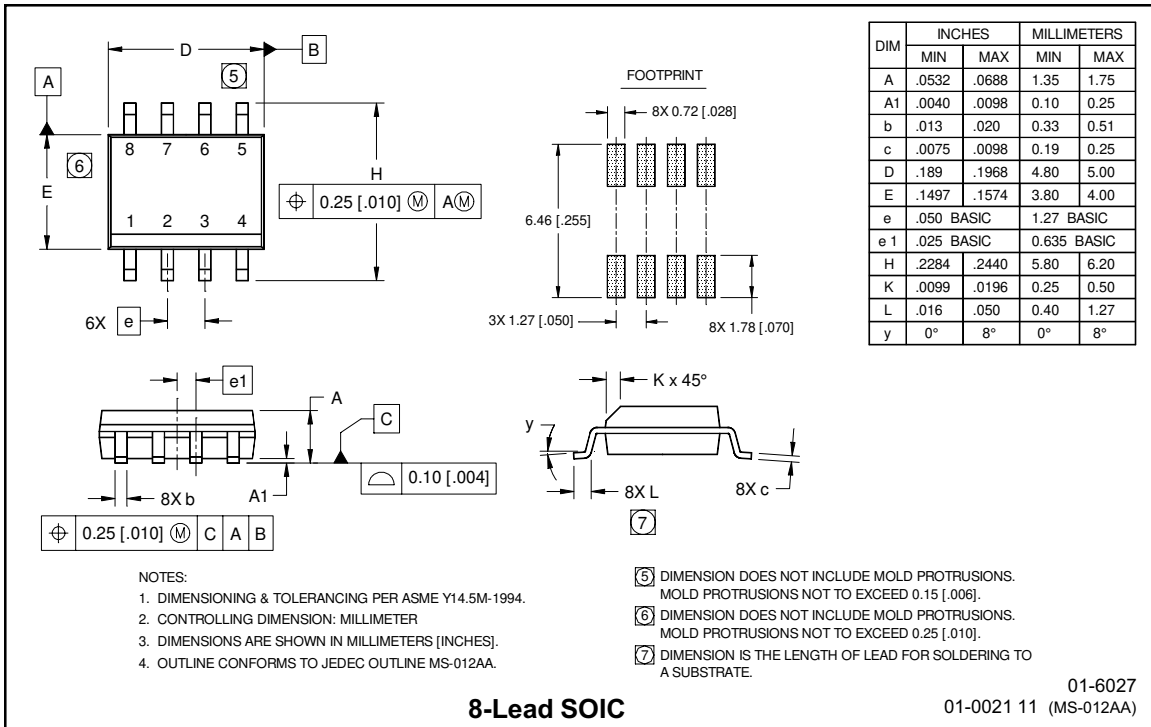 D
B
5
A
8 7 6 5
6
E
H
⌖ 0.25 [.010] Ⓜ A Ⓜ
1 2 3 4
6X e
FOOTPRINT
8X 0.72 [.028]
6.46 [.255]
3X 1.27 [.050]
8X 1.78 [.070]
DIM INCHES MILLIMETERS
MIN MAX MIN MAX
A .0532 .0688 1.35 1.75
A1 .0040 .0098 0.10 0.25
b .013 .020 0.33 0.51
c .0075 .0098 0.19 0.25
D .189 .1968 4.80 5.00
E .1497 .1574 3.80 4.00
e .050 BASIC 1.27 BASIC
e 1 .025 BASIC 0.635 BASIC
H .2284 .2440 5.80 6.20
K .0099 .0196 0.25 0.50
L .016 .050 0.40 1.27
y 0° 8° 0° 8°
e1
A
C
⌓ 0.10 [.004]
8X b
A1
⌖ 0.25 [.010] Ⓜ C A B
K x 45°
y
8X L
8X c
7
NOTES:
1. DIMENSIONING & TOLERANCING PER ASME Y14.5M-1994.
2. CONTROLLING DIMENSION: MILLIMETER
3. DIMENSIONS ARE SHOWN IN MILLIMETERS [INCHES].
4. OUTLINE CONFORMS TO JEDEC OUTLINE MS-012AA.
5 DIMENSION DOES NOT INCLUDE MOLD PROTRUSIONS.
MOLD PROTRUSIONS NOT TO EXCEED 0.15 [.006].
6 DIMENSION DOES NOT INCLUDE MOLD PROTRUSIONS.
MOLD PROTRUSIONS NOT TO EXCEED 0.25 [.010].
7 DIMENSION IS THE LENGTH OF LEAD FOR SOLDERING TO
A SUBSTRATE.
8-Lead SOIC
01-6027
01-0021 11 (MS-012AA)